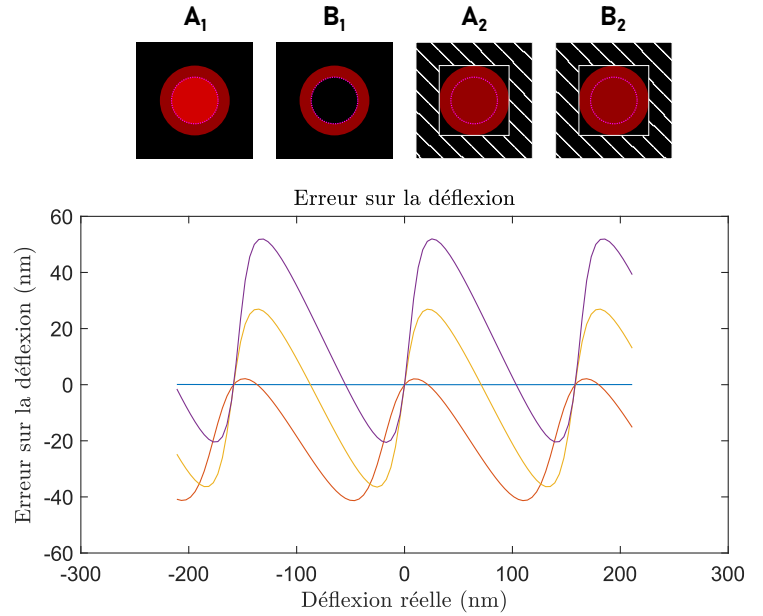 A₁ B₁ A₂ B₂
Erreur sur la déflexion
60
40
20
0
-20
-40
-60
Erreur sur la déflexion (nm)
-300 -200 -100 0 100 200 300
Déflexion réelle (nm)